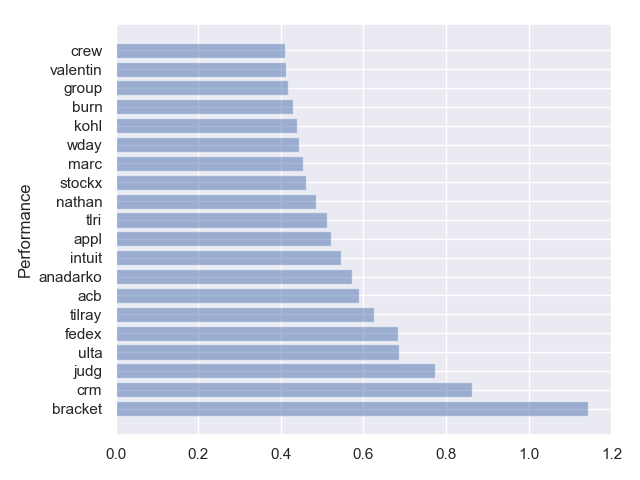 crew
valentin
group
burn
kohl
wday
marc
stockx
nathan
tlri
appl
intuit
anadarko
acb
tilray
fedex
ulta
judg
crm
bracket
Performance
0.0 0.2 0.4 0.6 0.8 1.0 1.2